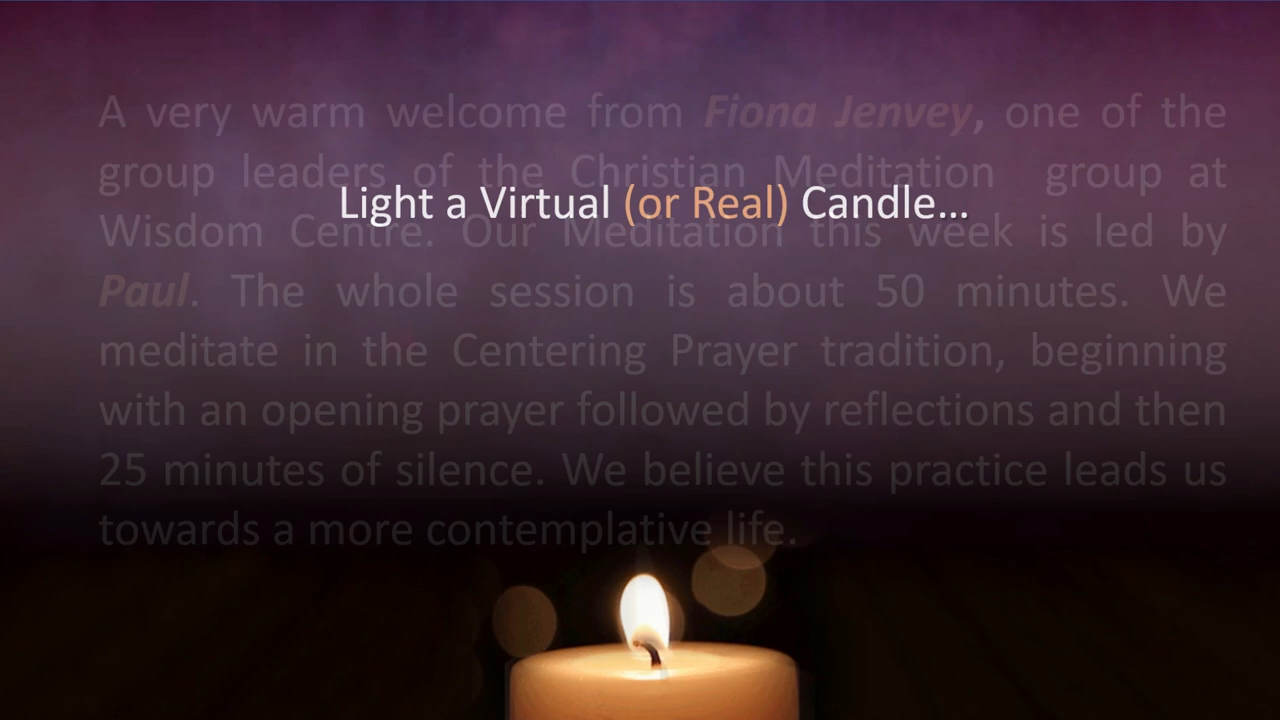 A very warm welcome from Fiona Jenvey, one of the
group leaders of the Christian Meditation group at
Light a Virtual (or Real) Candle...
Wisdom Centre. Our Meditation this week is led by
Paul. The whole session is about 50 minutes. We
meditate in the Centering Prayer tradition, beginning
with an opening prayer followed by reflections and then
25 minutes of silence. We believe this practice leads us
towards a more contemplative life.